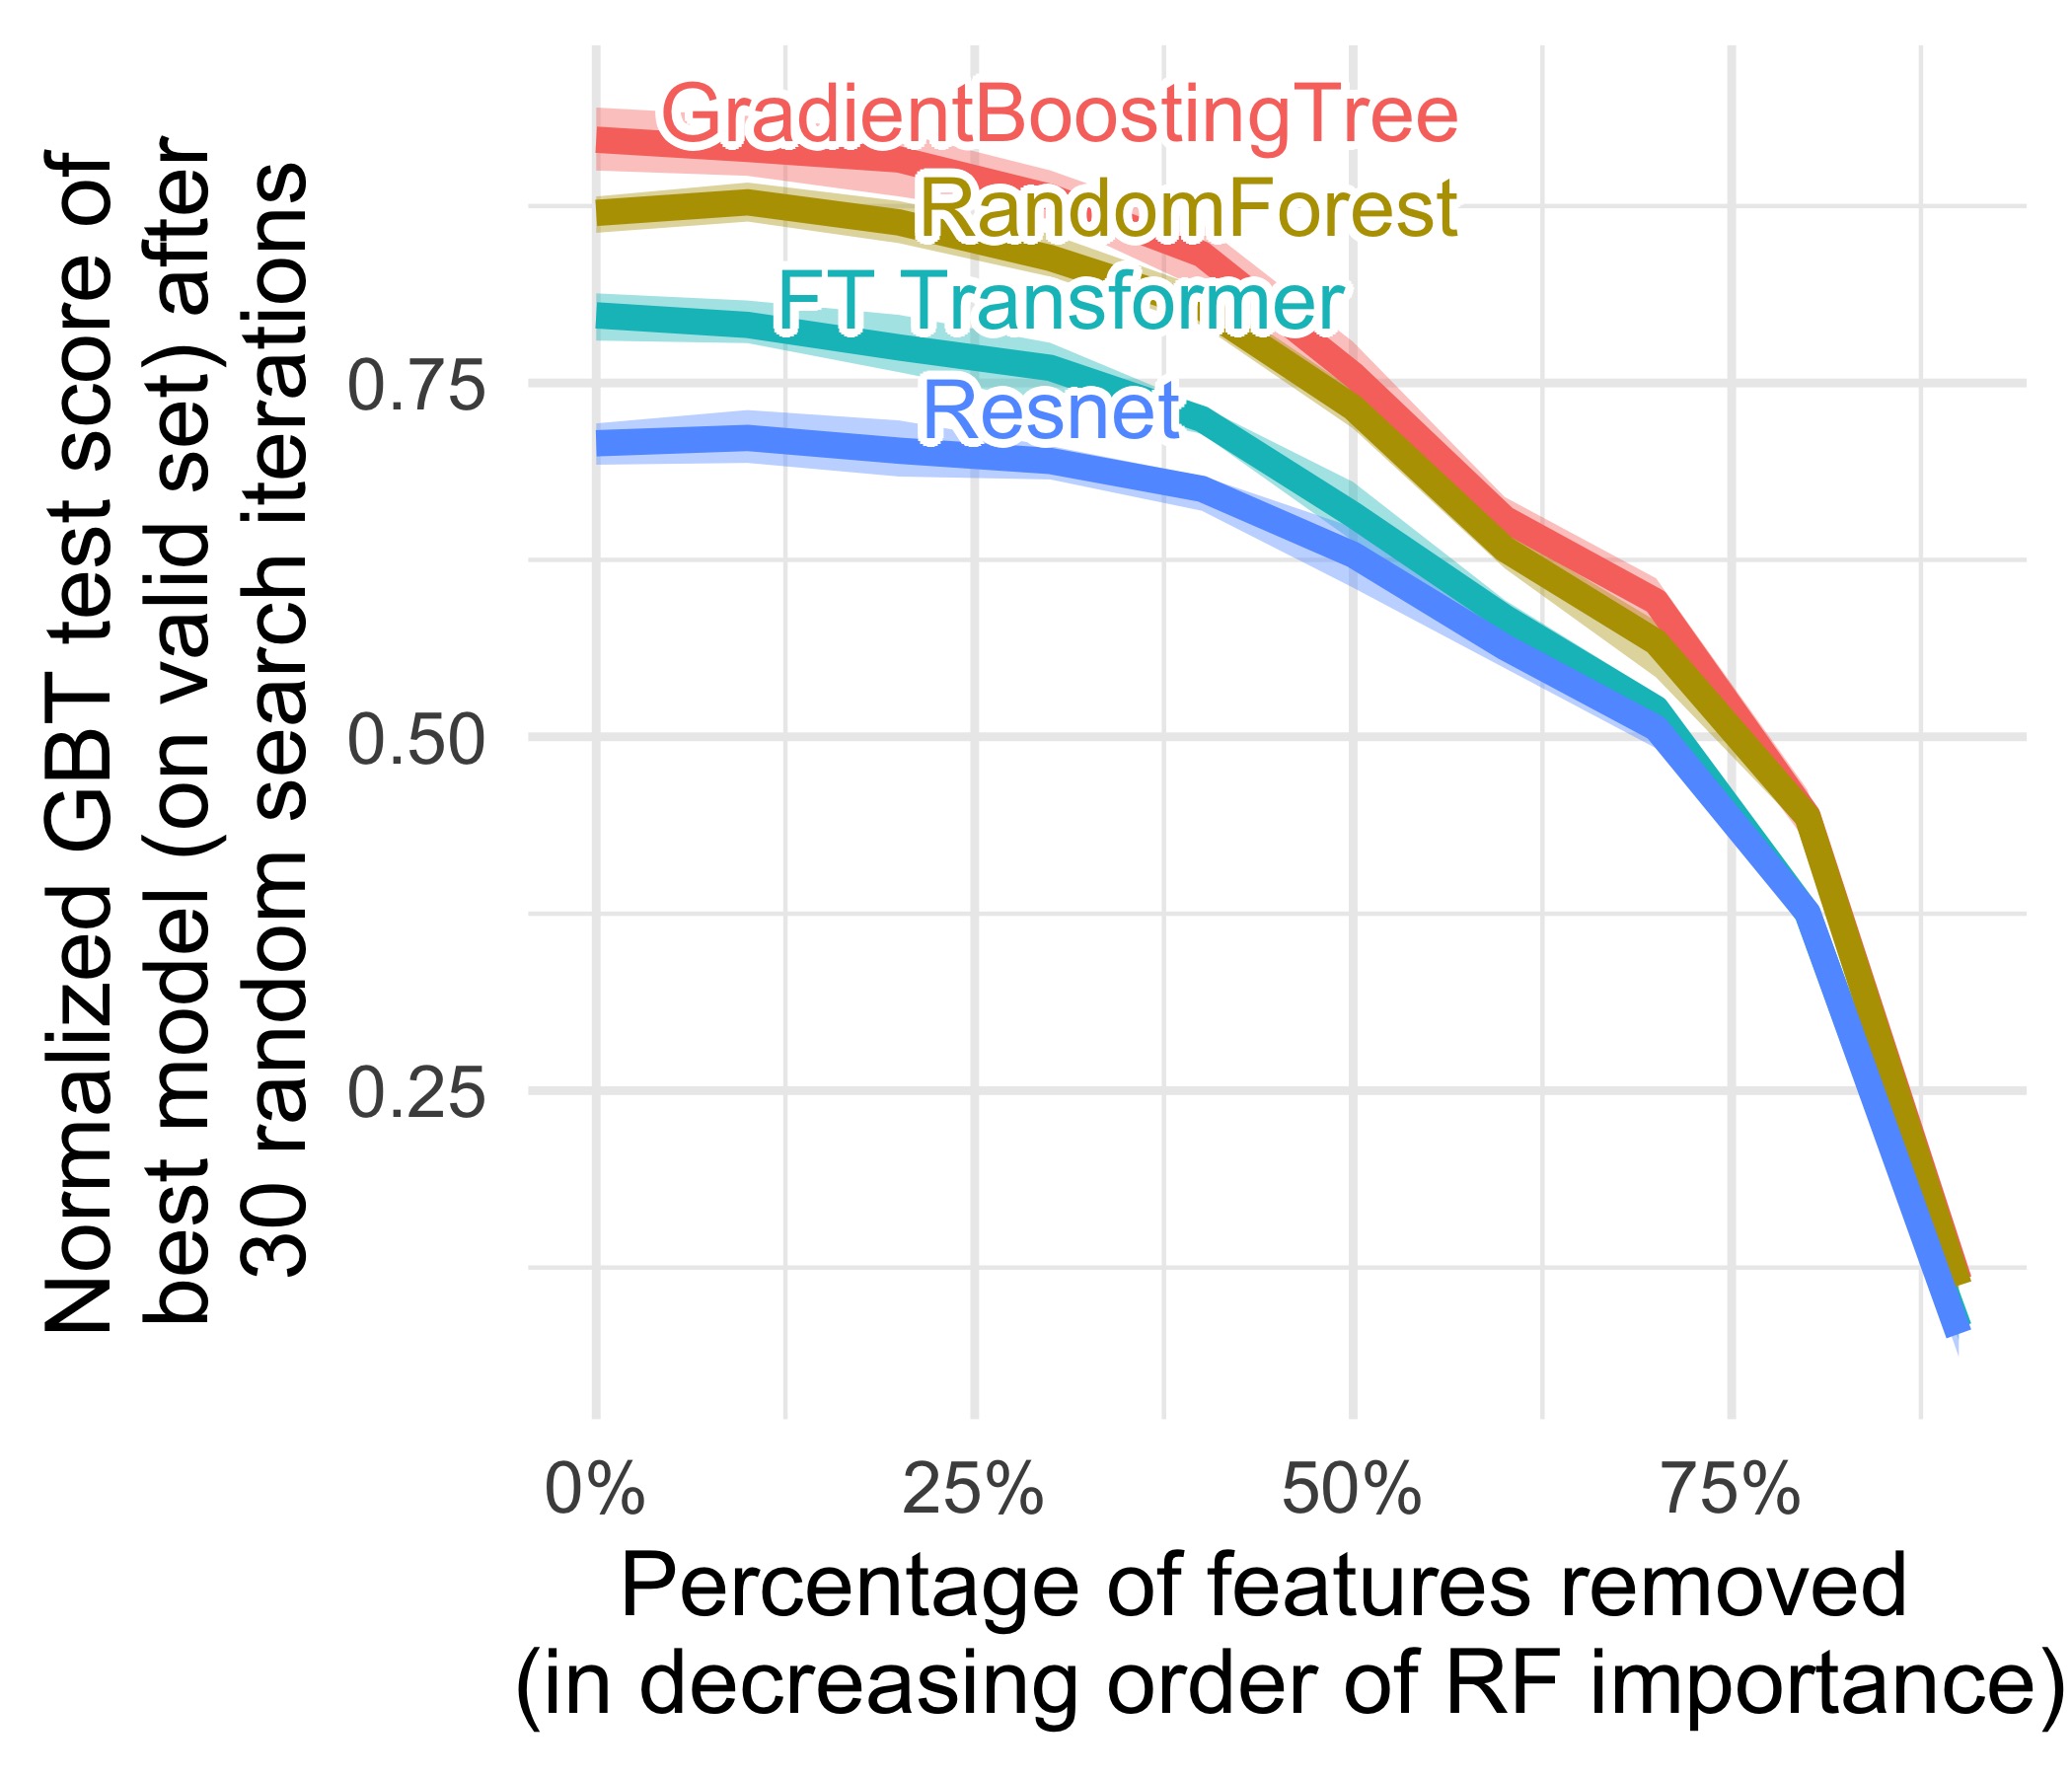 Normalized GBT test score of
best model (on valid set) after
30 random search iterations
GradientBoostingTree
RandomForest
FT Transformer
Resnet
0.75
0.50
0.25
0%
25%
50%
75%
Percentage of features removed
(in decreasing order of RF importance)